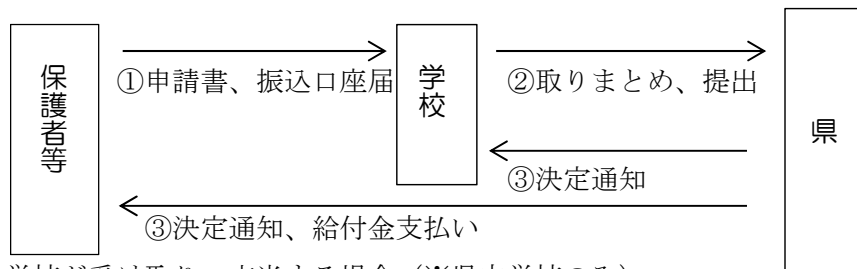 保護者等
①申請書、振込口座届
学校
②取りまとめ、提出
県
③決定通知
③決定通知、給付金支払い